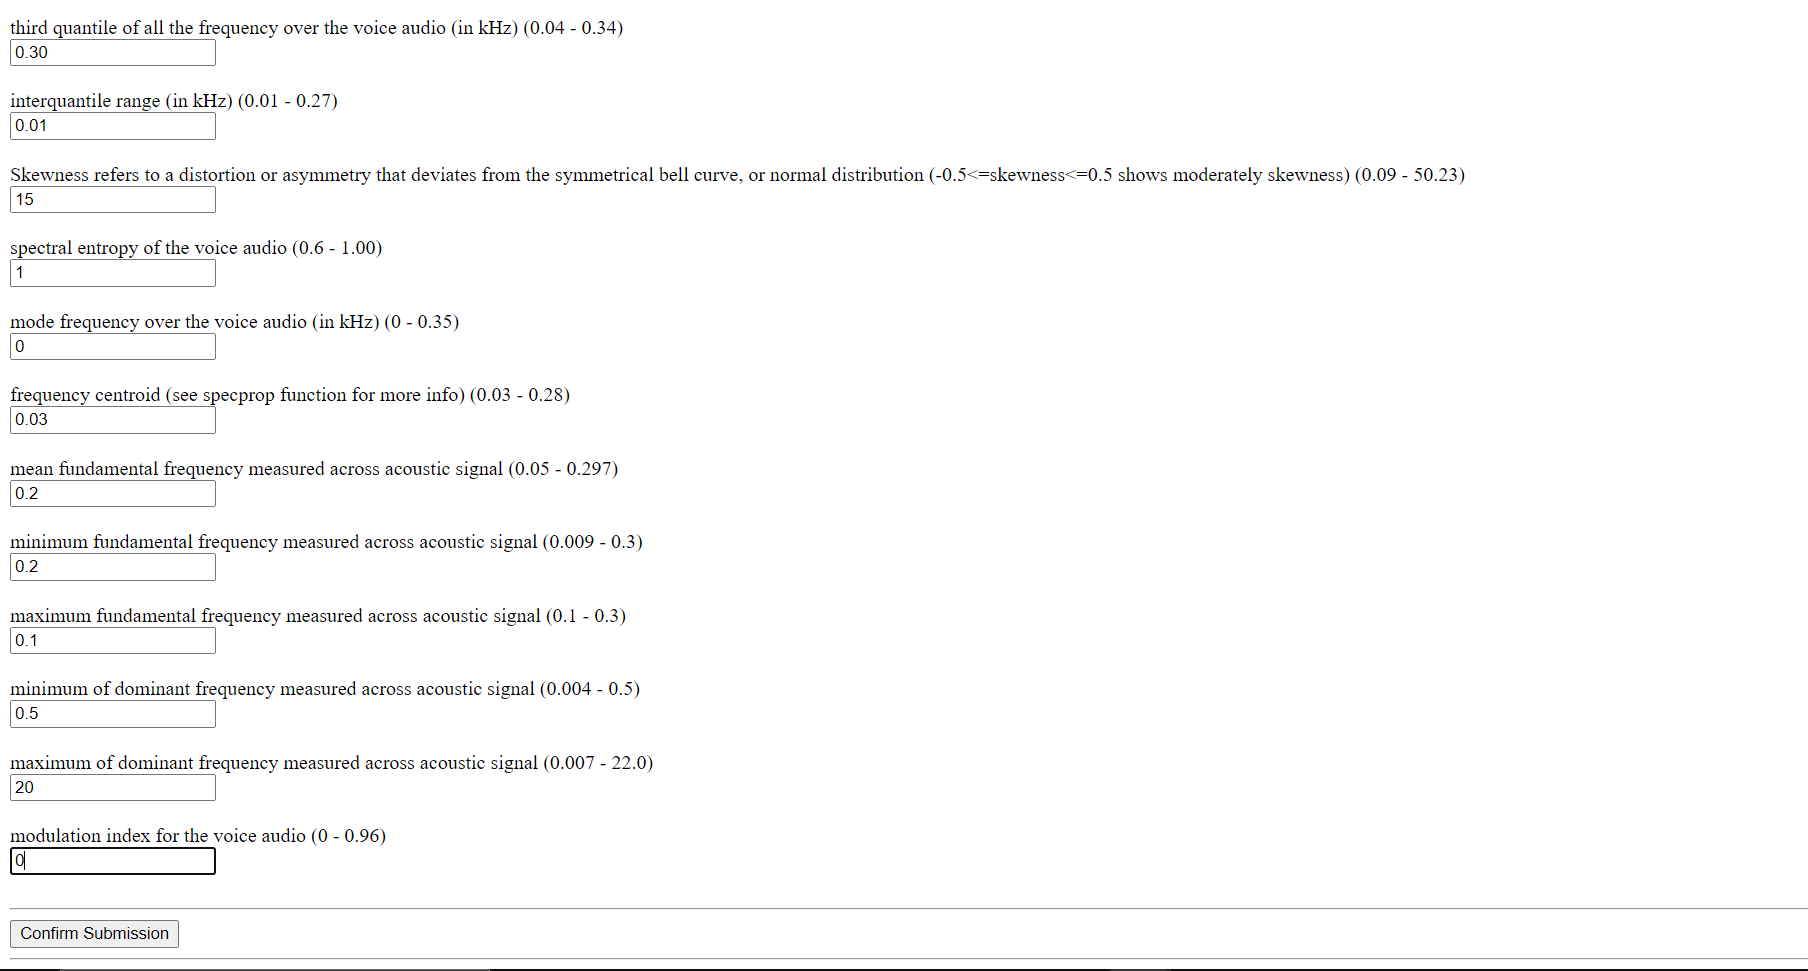 third quantile of all the frequency over the voice audio (in kHz) (0.04 - 0.34)
0.30
interquantile range (in kHz) (0.01 - 0.27)
0.01
Skewness refers to a distortion or asymmetry that deviates from the symmetrical bell curve, or normal distribution (-0.5<=skewness<=0.5 shows moderately skewness) (0.09 - 50.23)
15
spectral entropy of the voice audio (0.6 - 1.00)
1
mode frequency over the voice audio (in kHz) (0 - 0.35)
0
frequency centroid (see specprop function for more info) (0.03 - 0.28)
0.03
mean fundamental frequency measured across acoustic signal (0.05 - 0.297)
0.2
minimum fundamental frequency measured across acoustic signal (0.009 - 0.3)
0.2
maximum fundamental frequency measured across acoustic signal (0.1 - 0.3)
0.1
minimum of dominant frequency measured across acoustic signal (0.004 - 0.5)
0.5
maximum of dominant frequency measured across acoustic signal (0.007 - 22.0)
20
modulation index for the voice audio (0 - 0.96)
0
Confirm Submission